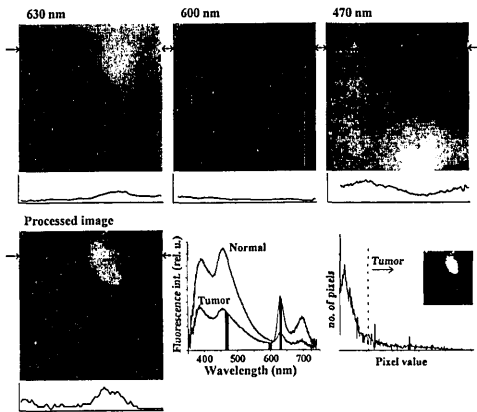 630 nm
600 nm
470 nm
Processed image
Fluorescence int. (rel. u.)
Normal
Tumor
400
500
600
700
Wavelength (nm)
no. of pixels
Tumor
Pixel value